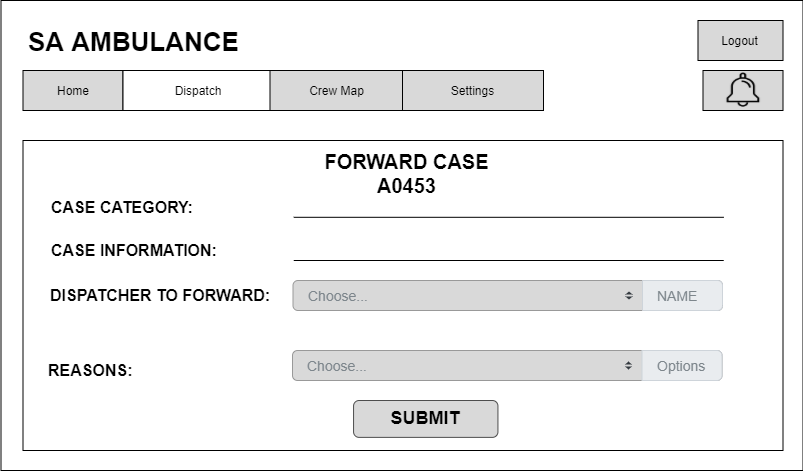 SA AMBULANCE
Logout
Home
Dispatch
Crew Map
Settings
FORWARD CASE
A0453
CASE CATEGORY:
CASE INFORMATION:
DISPATCHER TO FORWARD:
Choose...
NAME
REASONS:
Choose...
Options
SUBMIT